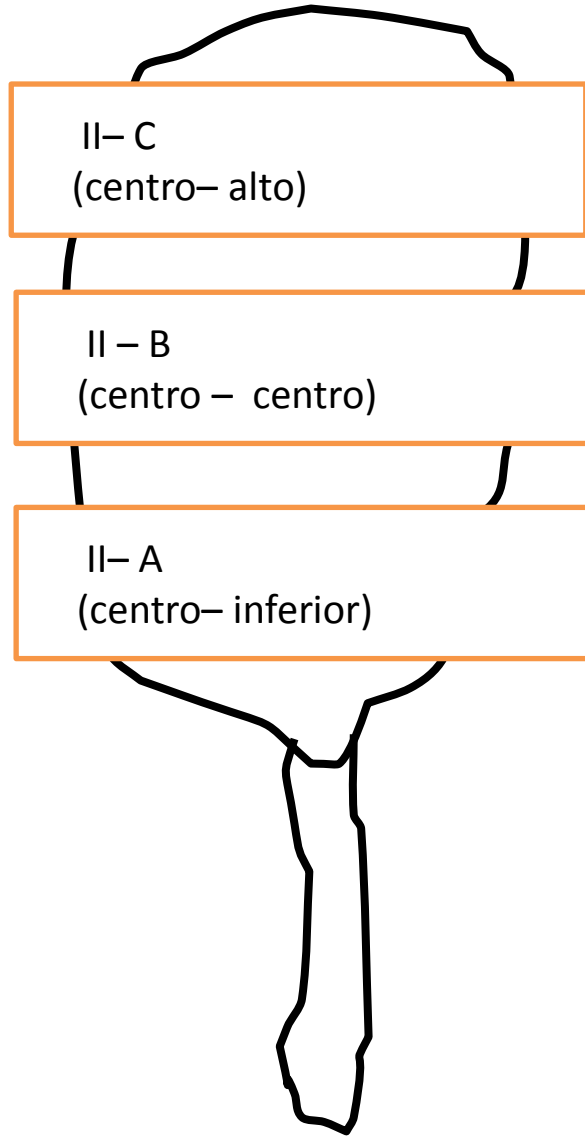 II– C
(centro– alto)
II – B
(centro – centro)
II– A
(centro– inferior)